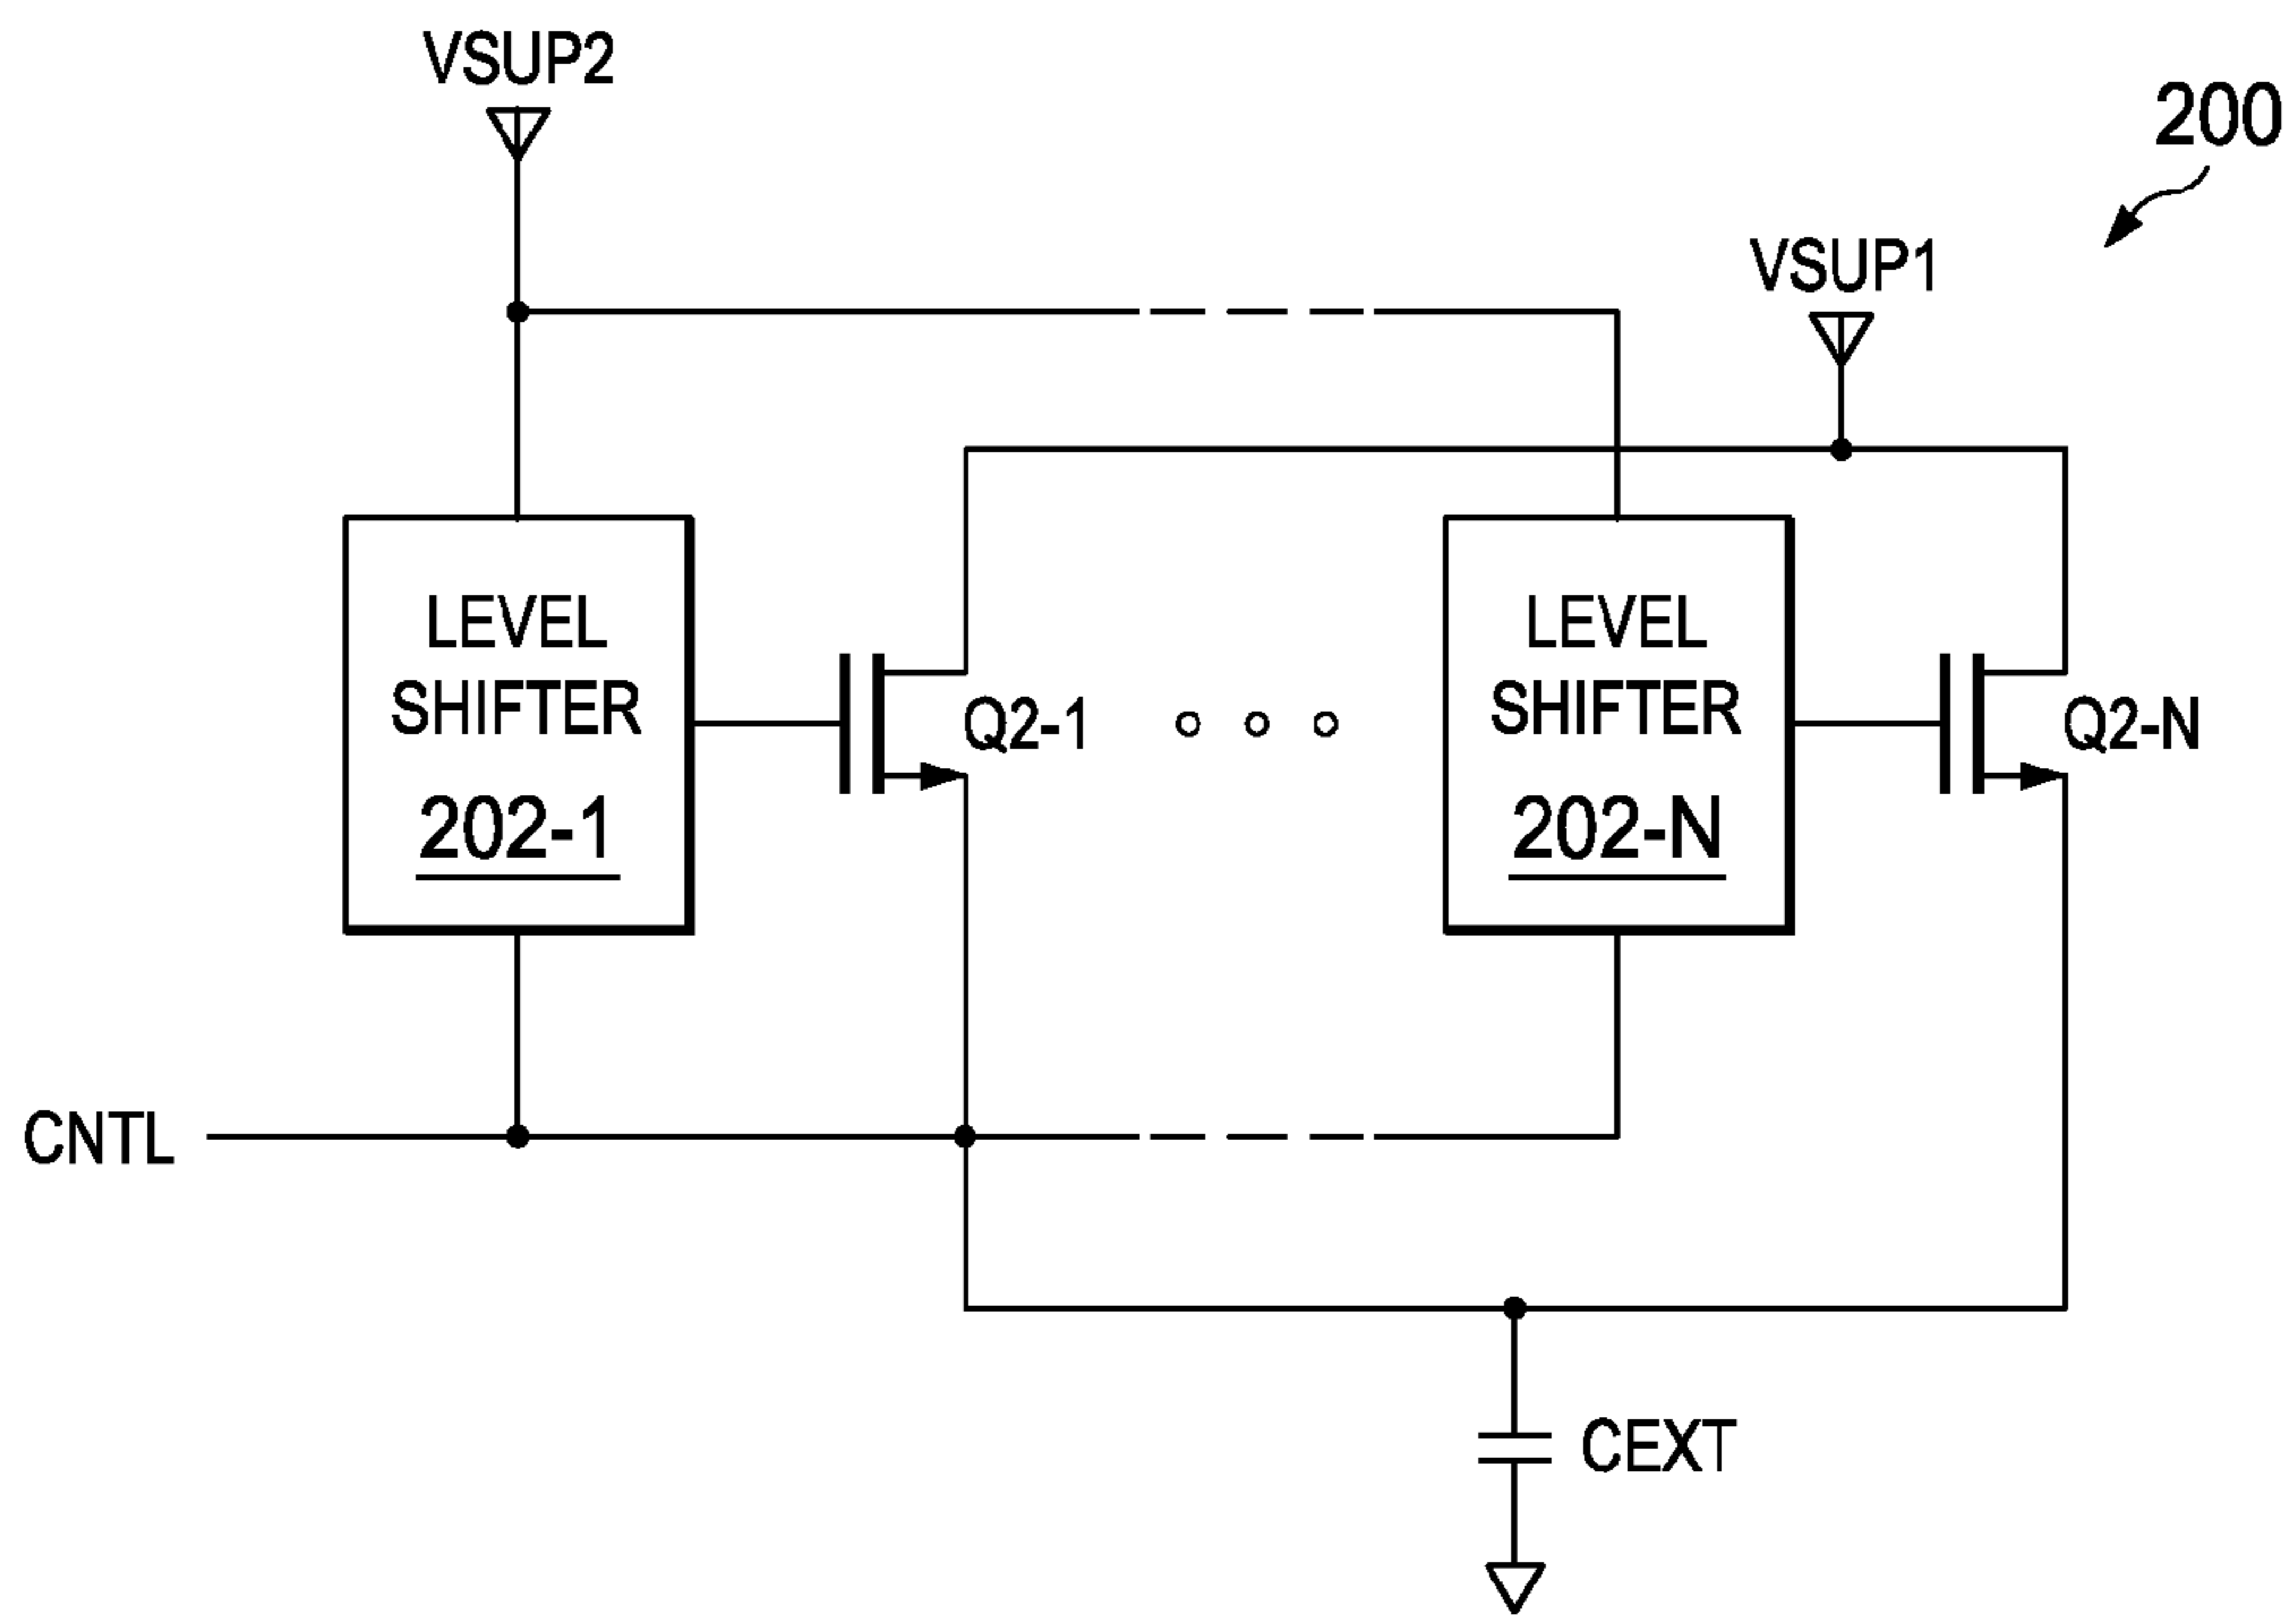 VSUP2
200
VSUP1
LEVEL
SHIFTER
202-1
Q2-1
LEVEL
SHIFTER
202-N
Q2-N
CNTL
CEXT